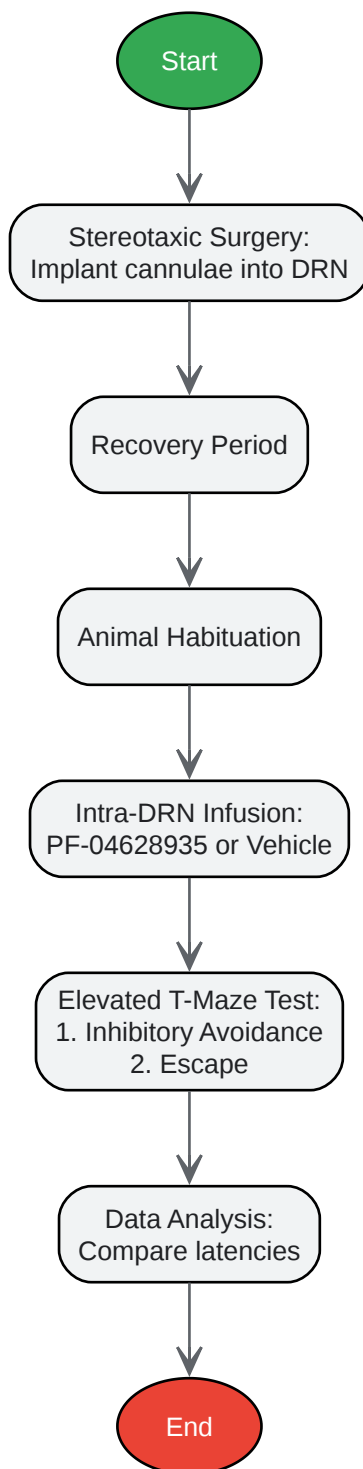 Start
Stereotaxic Surgery:
Implant cannulae into DRN
Recovery Period
Animal Habituation
Intra-DRN Infusion:
PF-04628935 or Vehicle
Elevated T-Maze Test:
1. Inhibitory Avoidance
2. Escape
Data Analysis:
Compare latencies
End